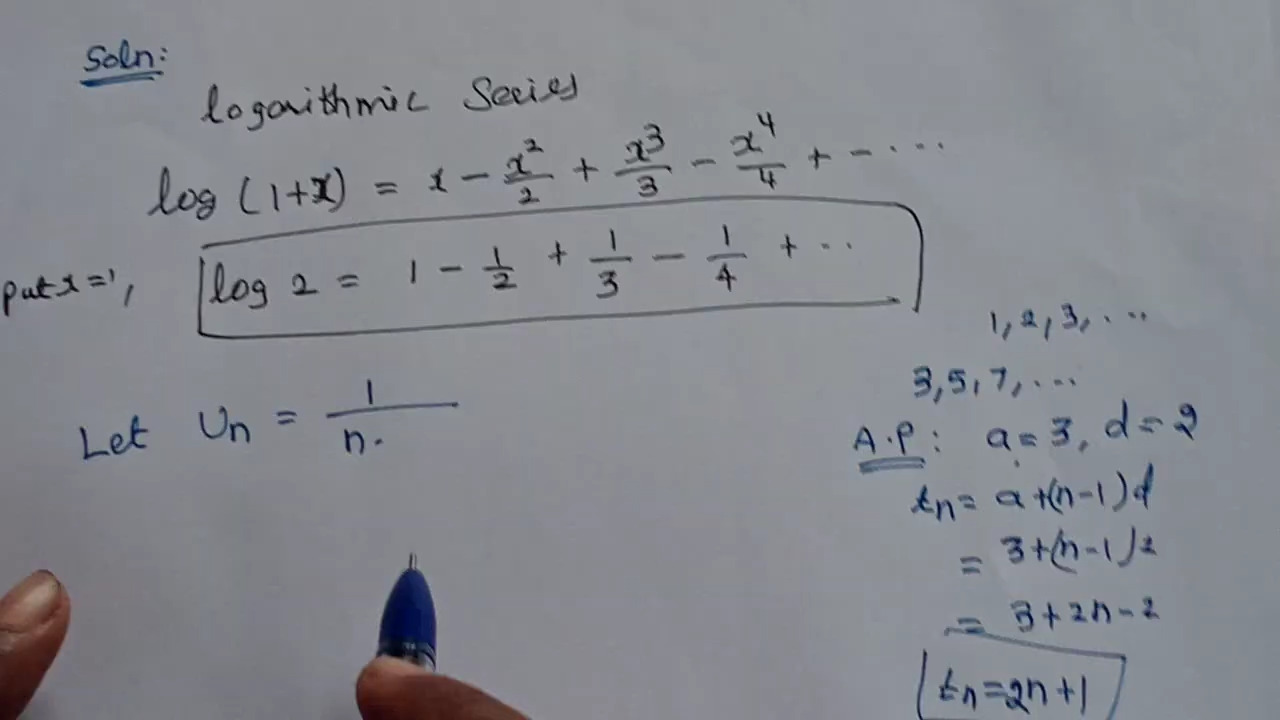 Soln:
logarithmic Series
log (1+x) = x - x²/2 + x³/3 - x⁴/4 + - ...
put x=1, log 2 = 1 - 1/2 + 1/3 - 1/4 + ..
1, 2, 3, ...
3, 5, 7, ...
Let Un = 1/n.
A.P: a = 3, d = 2
tn = a+(n-1)d
= 3+(n-1)2
= 3+2n-2
tn=2n+1